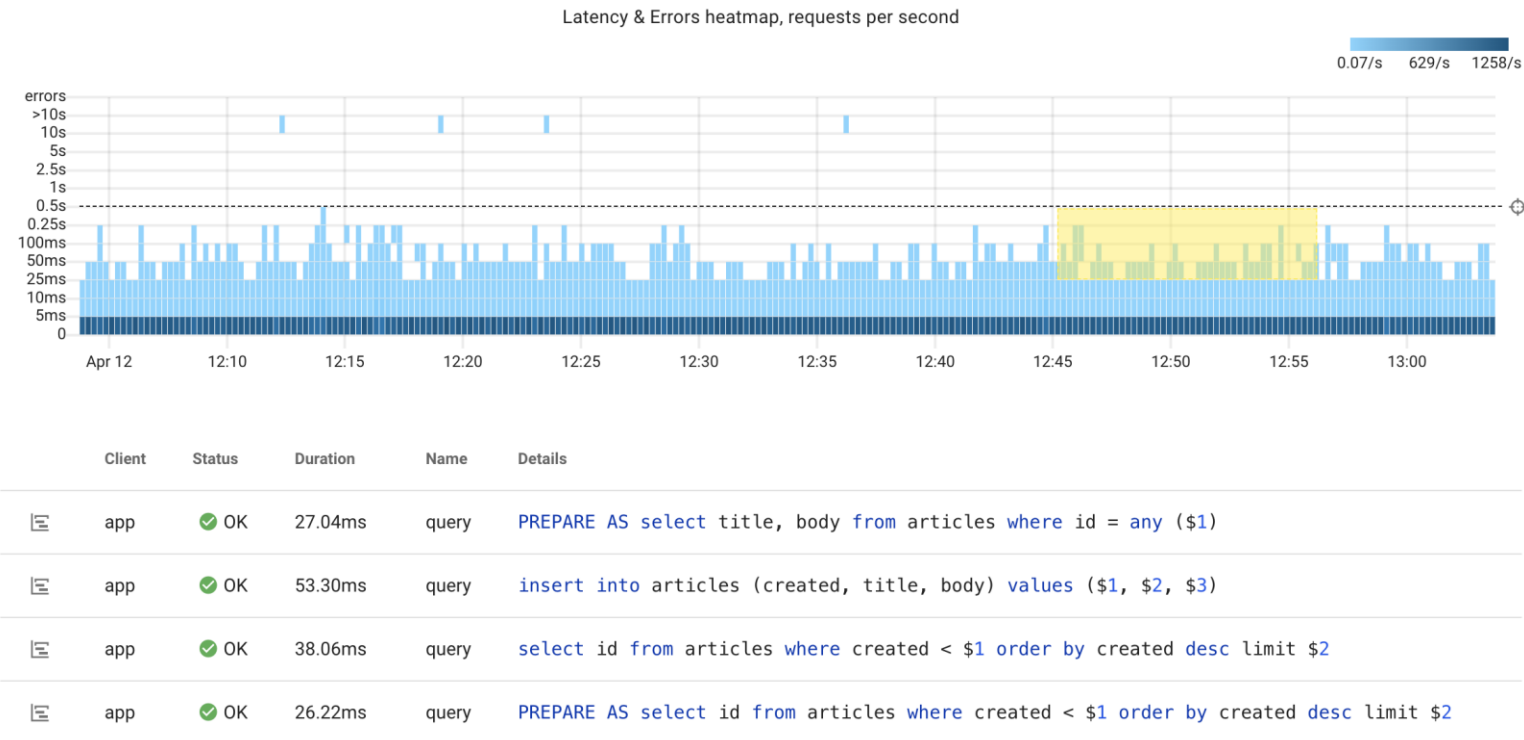 Latency & Errors heatmap, requests per second
0.07/s 629/s 1258/s
errors
>10s
10s
5s
2.5s
1s
0.5s
0.25s
100ms
50ms
25ms
10ms
5ms
0
Apr 12 12:10 12:15 12:20 12:25 12:30 12:35 12:40 12:45 12:50 12:55 13:00
Client Status Duration Name Details
app OK 27.04ms query PREPARE AS select title, body from articles where id = any ($1)
app OK 53.30ms query insert into articles (created, title, body) values ($1, $2, $3)
app OK 38.06ms query select id from articles where created < $1 order by created desc limit $2
app OK 26.22ms query PREPARE AS select id from articles where created < $1 order by created desc limit $2